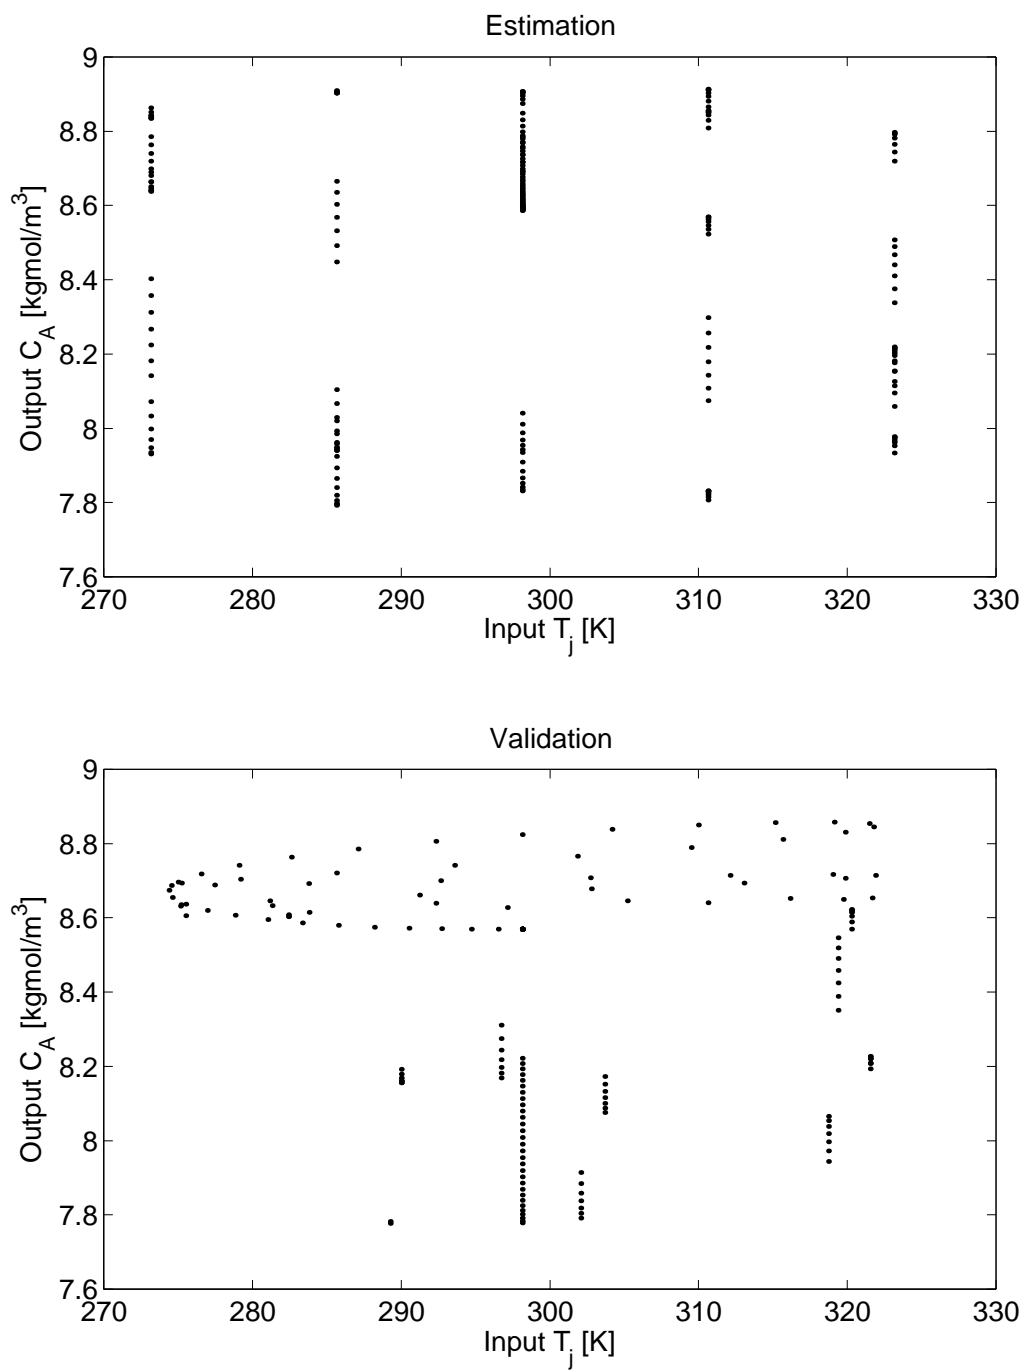 Estimation
9
8.8
8.6
8.4
8.2
8
7.8
7.6
Output C_A [kgmol/m^3]
270 280 290 300 310 320 330
Input T_j [K]
Validation
9
8.8
8.6
8.4
8.2
8
7.8
7.6
Output C_A [kgmol/m^3]
270 280 290 300 310 320 330
Input T_j [K]